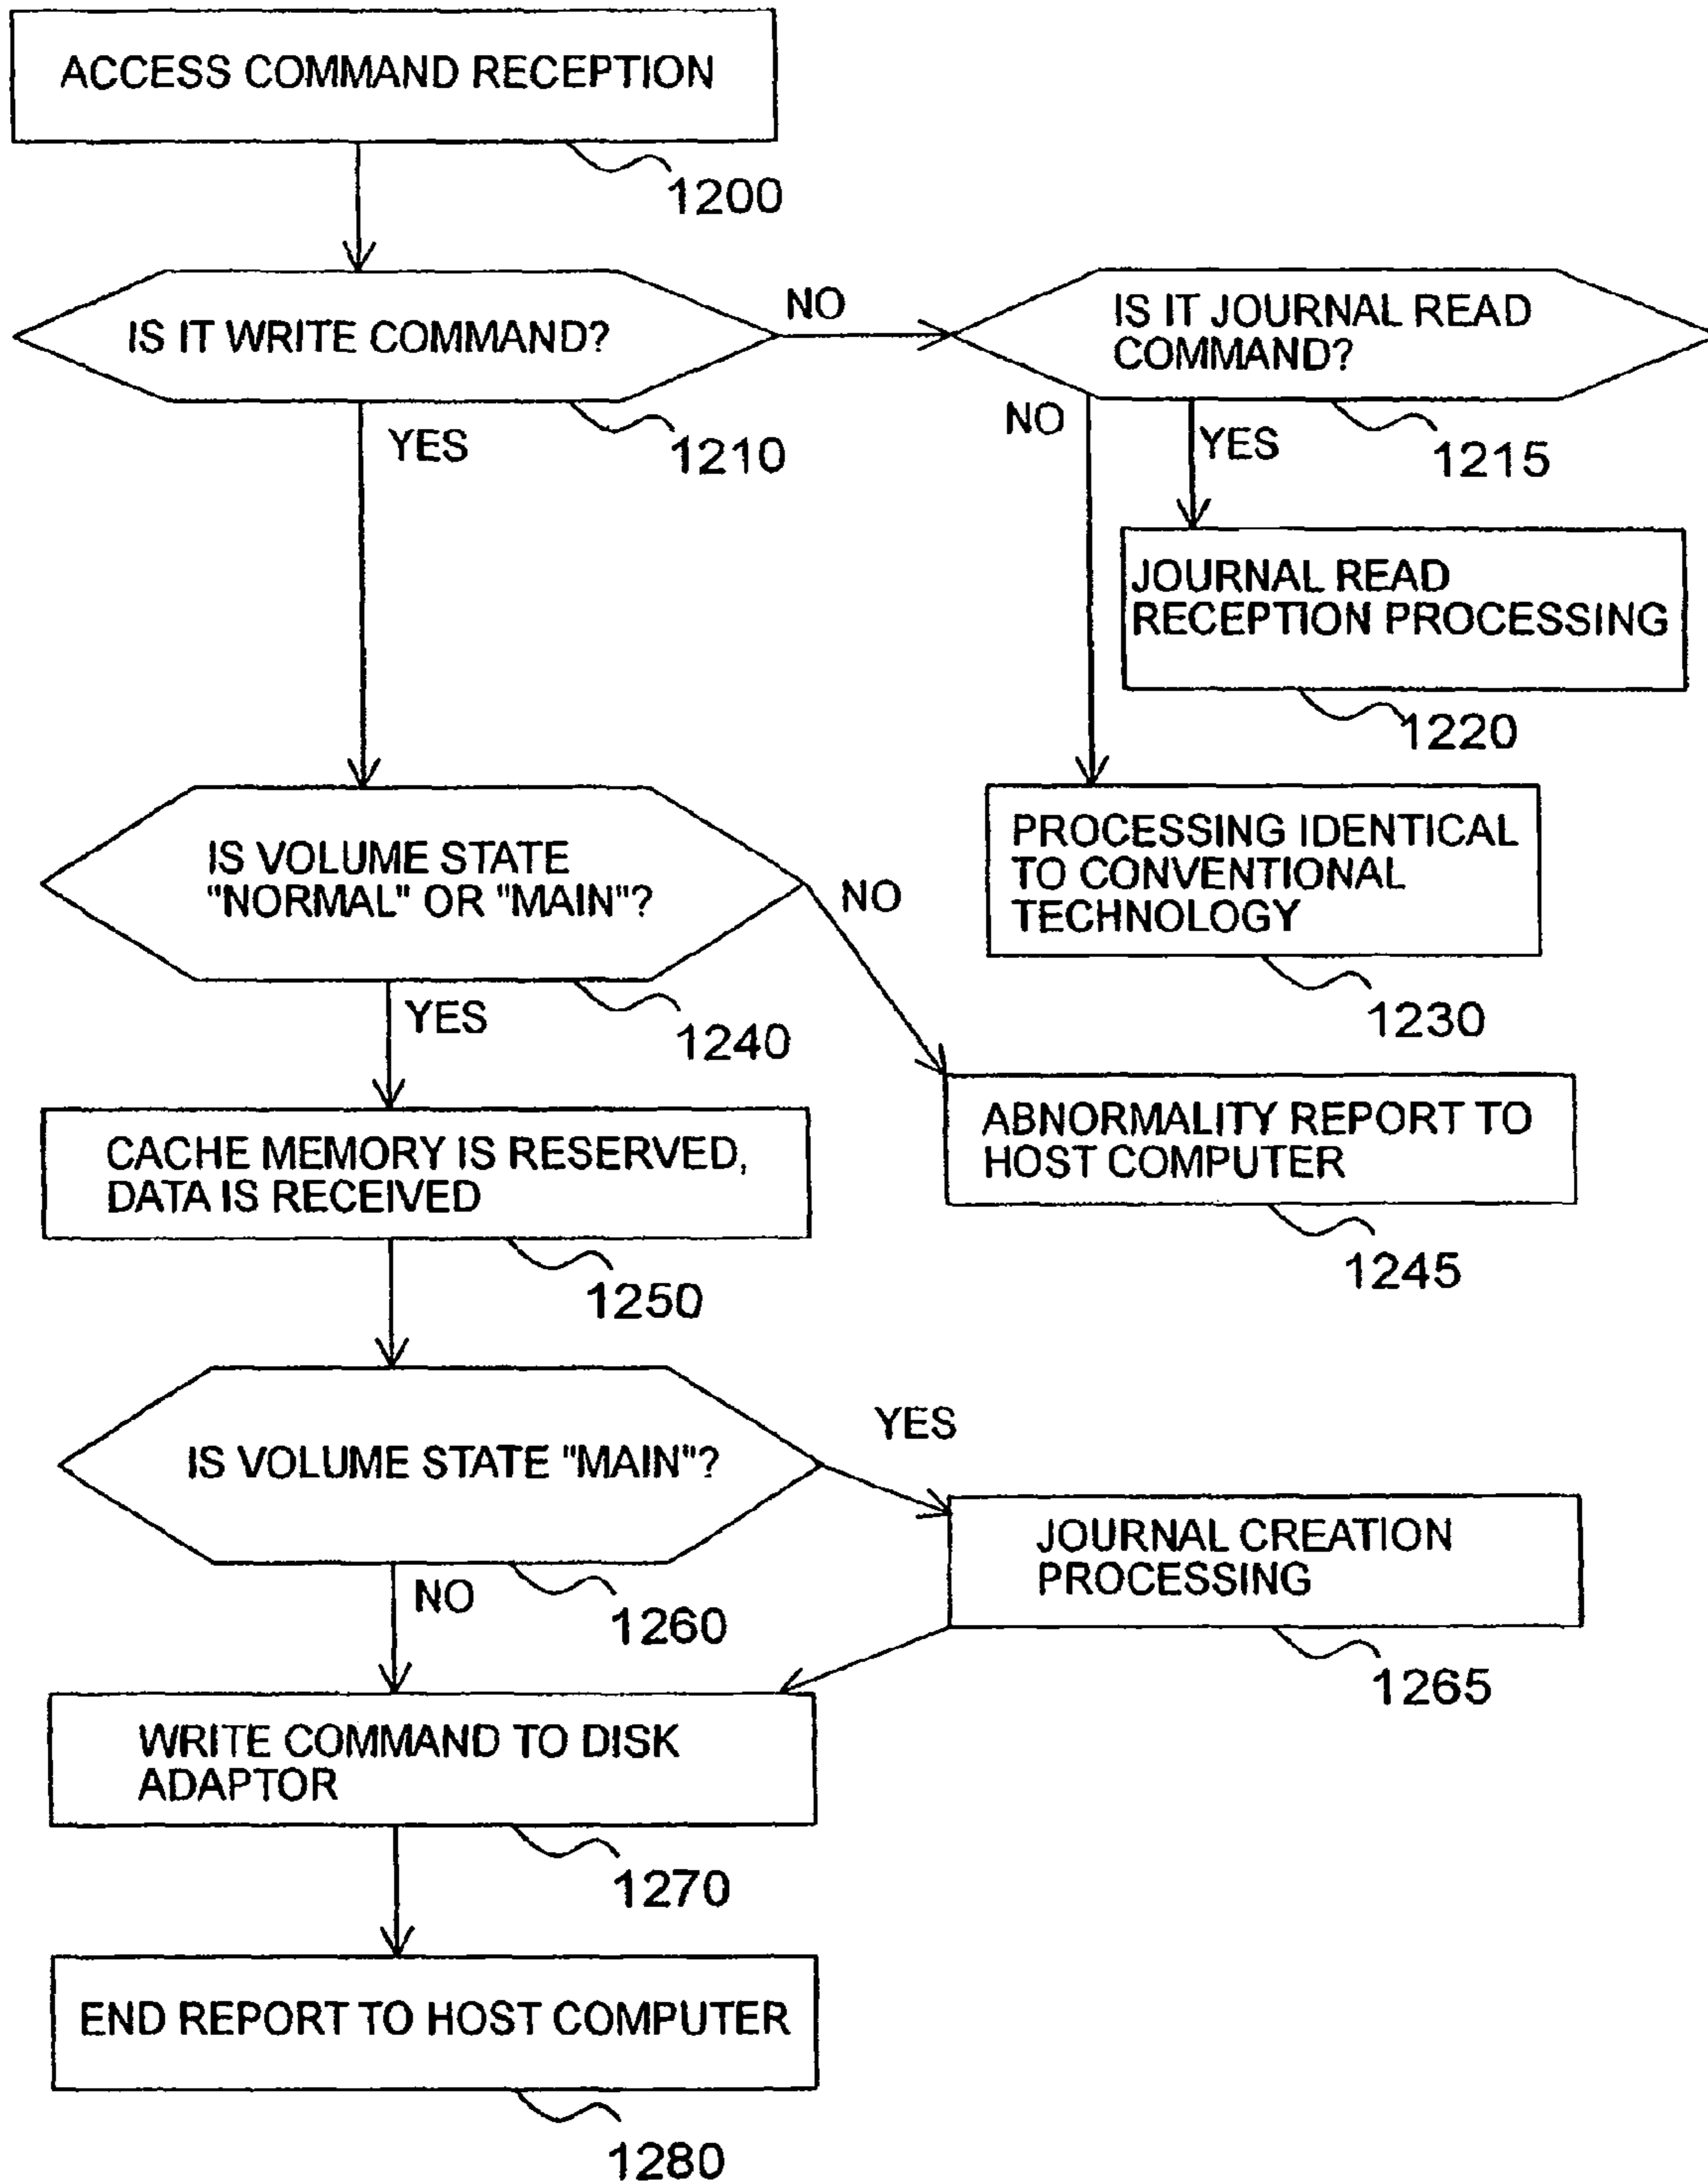 ACCESS COMMAND RECEPTION
1200
IS IT WRITE COMMAND?
NO
IS IT JOURNAL READ
COMMAND?
YES
1210
NO
YES
1215
JOURNAL READ
RECEPTION PROCESSING
1220
IS VOLUME STATE
"NORMAL" OR "MAIN"?
NO
PROCESSING IDENTICAL
TO CONVENTIONAL
TECHNOLOGY
1230
YES
1240
CACHE MEMORY IS RESERVED,
DATA IS RECEIVED
1250
ABNORMALITY REPORT TO
HOST COMPUTER
1245
IS VOLUME STATE "MAIN"?
YES
NO
1260
JOURNAL CREATION
PROCESSING
1265
WRITE COMMAND TO DISK
ADAPTOR
1270
END REPORT TO HOST COMPUTER
1280